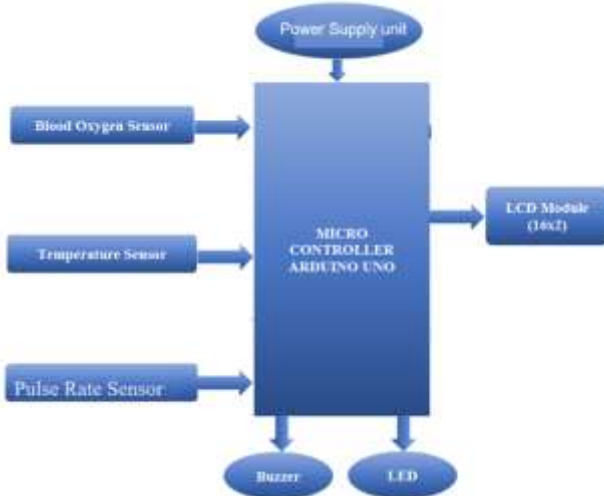 Power Supply unit
Blood Oxygen Sensor
LCD Module
(16x2)
MICRO
CONTROLLER
ARDUINO UNO
Temperature Sensor
Pulse Rate Sensor
Buzzer
LED